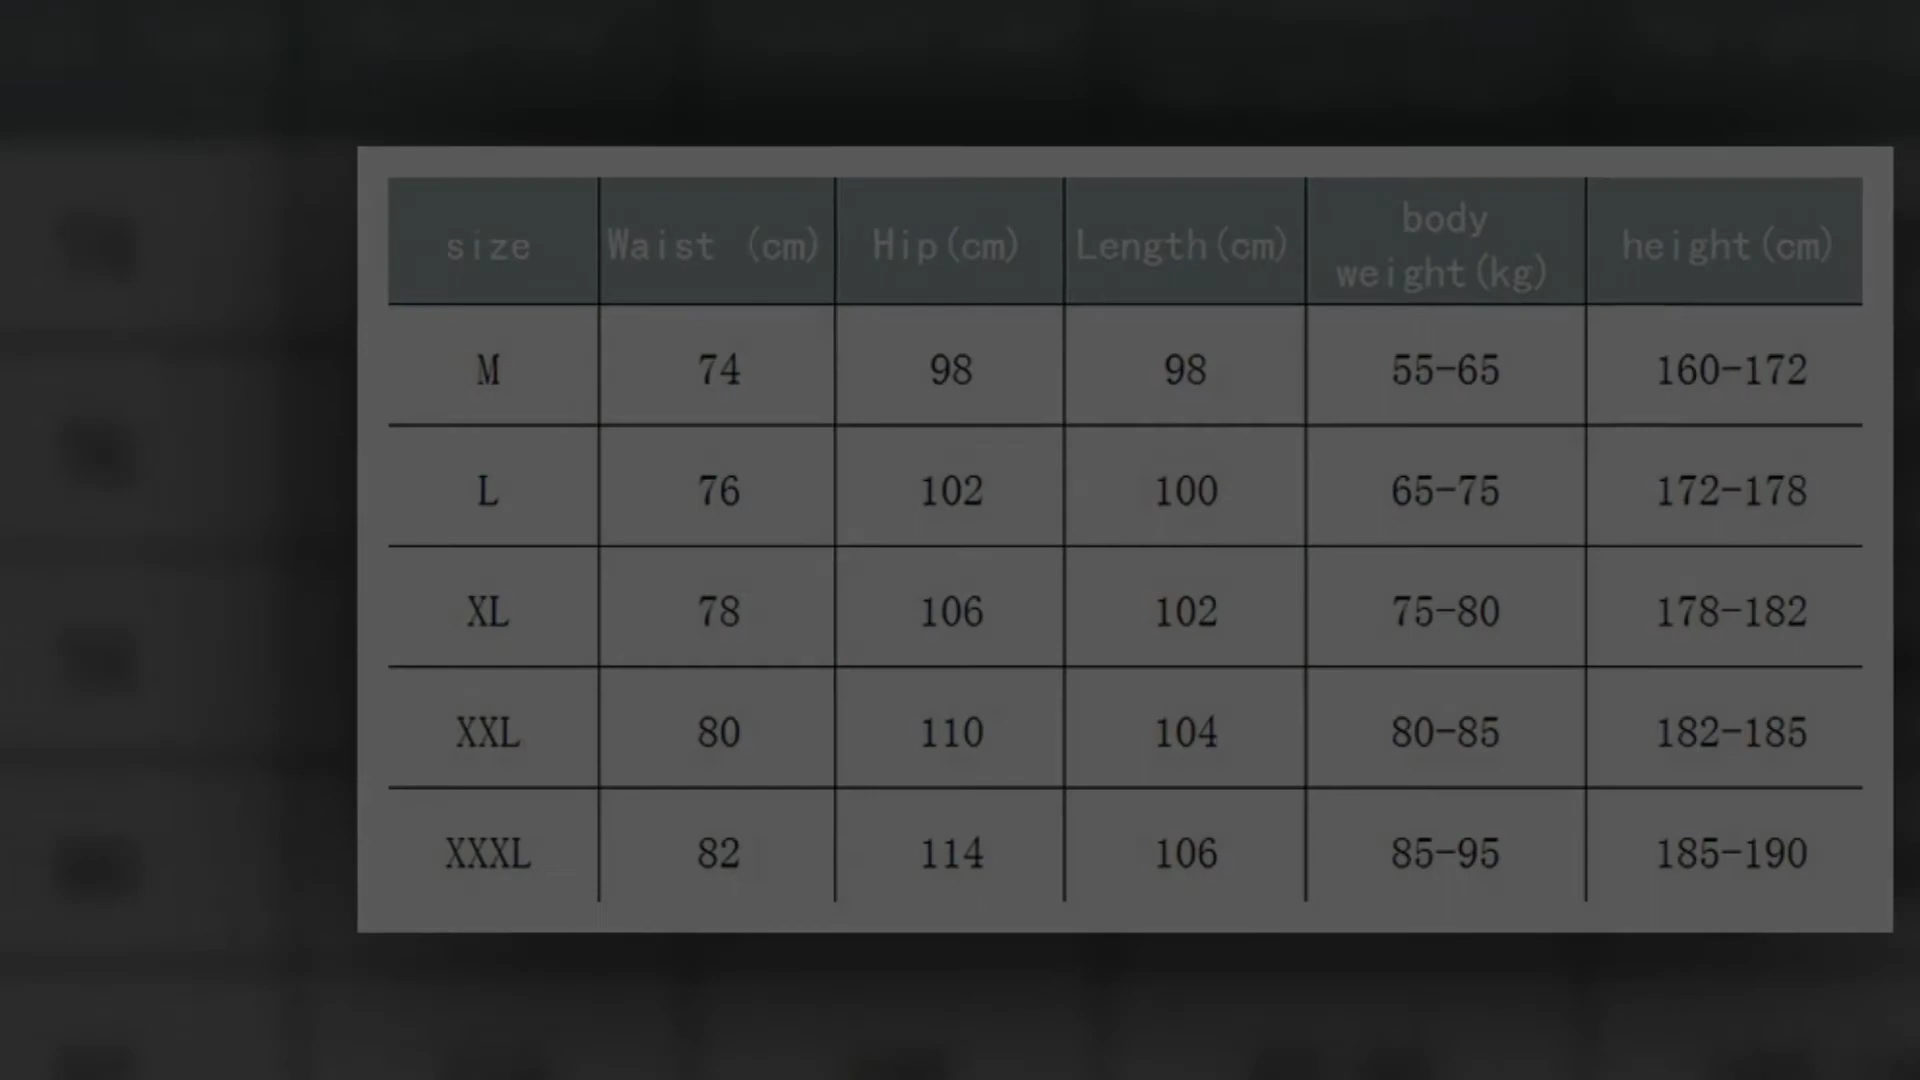 size Waist (cm) Hip(cm) Length(cm) body weight(kg) height(cm)
M 74 98 98 55-65 160-172
L 76 102 100 65-75 172-178
XL 78 106 102 75-80 178-182
XXL 80 110 104 80-85 182-185
XXXL 82 114 106 85-95 185-190